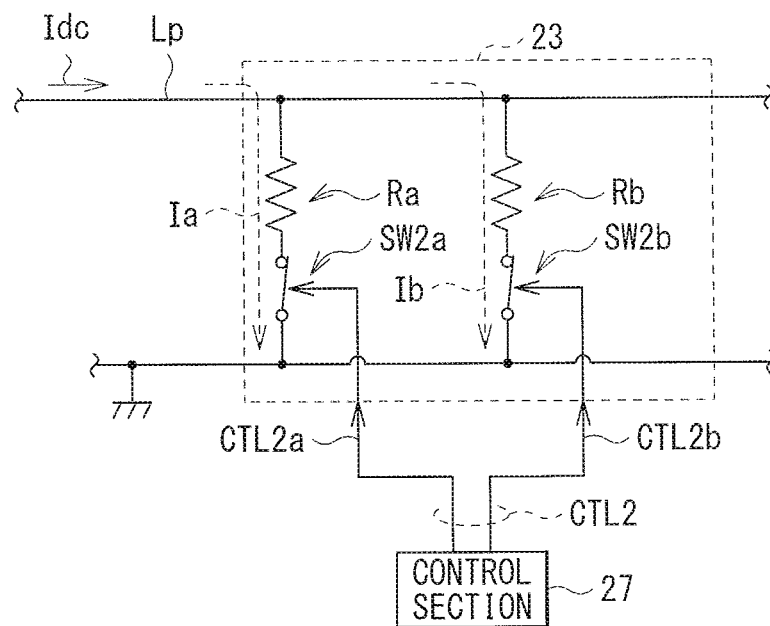 Idc
Lp
23
Ia
Ra
Rb
SW2a
SW2b
Ib
CTL2a
CTL2b
CTL2
CONTROL
SECTION
27